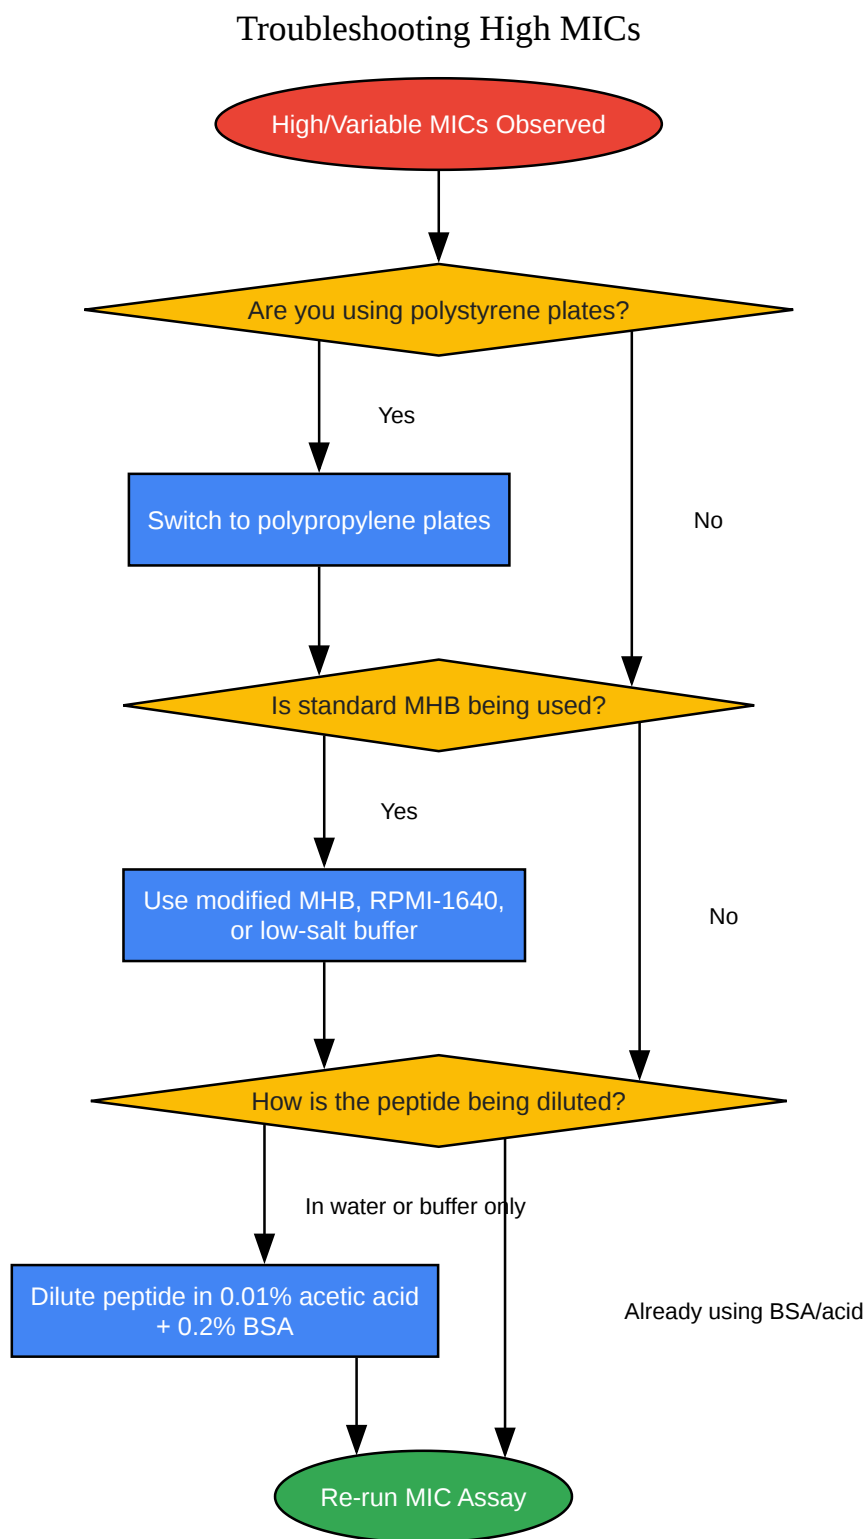 Troubleshooting High MICs
High/Variable MICs Observed
Are you using polystyrene plates?
Yes
Switch to polypropylene plates
No
Is standard MHB being used?
Yes
Use modified MHB, RPMI-1640,
or low-salt buffer
No
How is the peptide being diluted?
In water or buffer only
Dilute peptide in 0.01% acetic acid
+ 0.2% BSA
Already using BSA/acid
Re-run MIC Assay